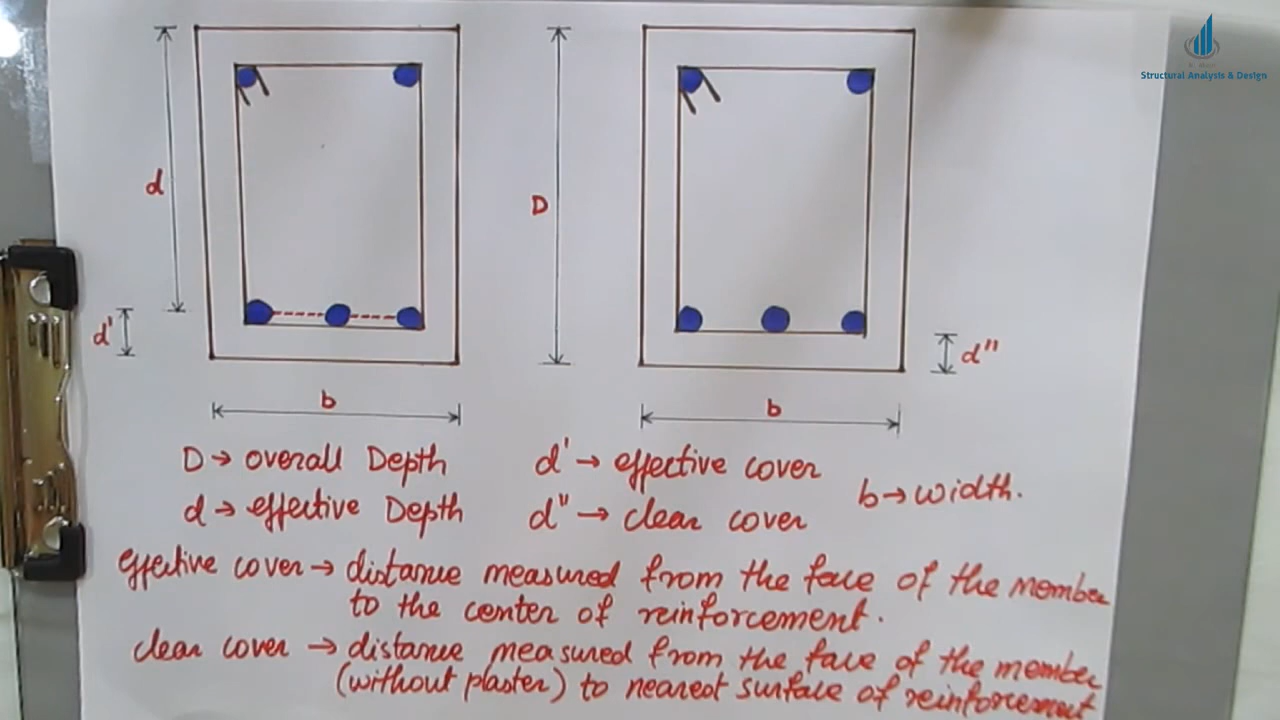 Structural Analysis & Design
d
D
d'
d"
b
b
D → overall Depth
d' → effective cover
b → width.
d → effective Depth
d" → clear cover
effective cover → distance measured from the face of the member
to the center of reinforcement.
clear cover → distance measured from the face of the member
(without plaster) to nearest surface of reinforcement